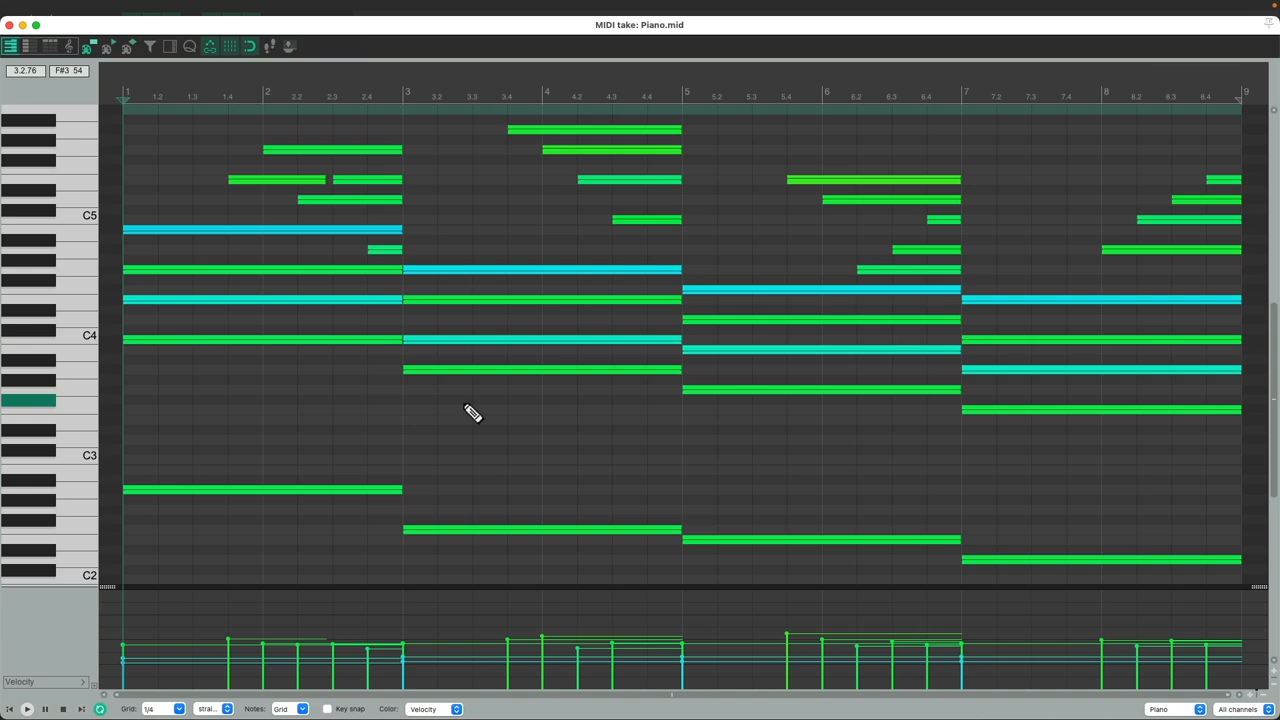 MIDI take: Piano.mid
3.2.76 F#3 54
1 1.2 1.3 1.4 2 2.2 2.3 2.4 3 3.2 3.3 3.4 4 4.2 4.3 4.4 5 5.2 5.3 5.4 6 6.2 6.3 6.4 7 7.2 7.3 7.4 8 8.2 8.3 8.4 9
C5
C4
C3
C2
Velocity >
Grid: 1/4 strai... Notes: Grid Key snap Color: Velocity Piano All channels